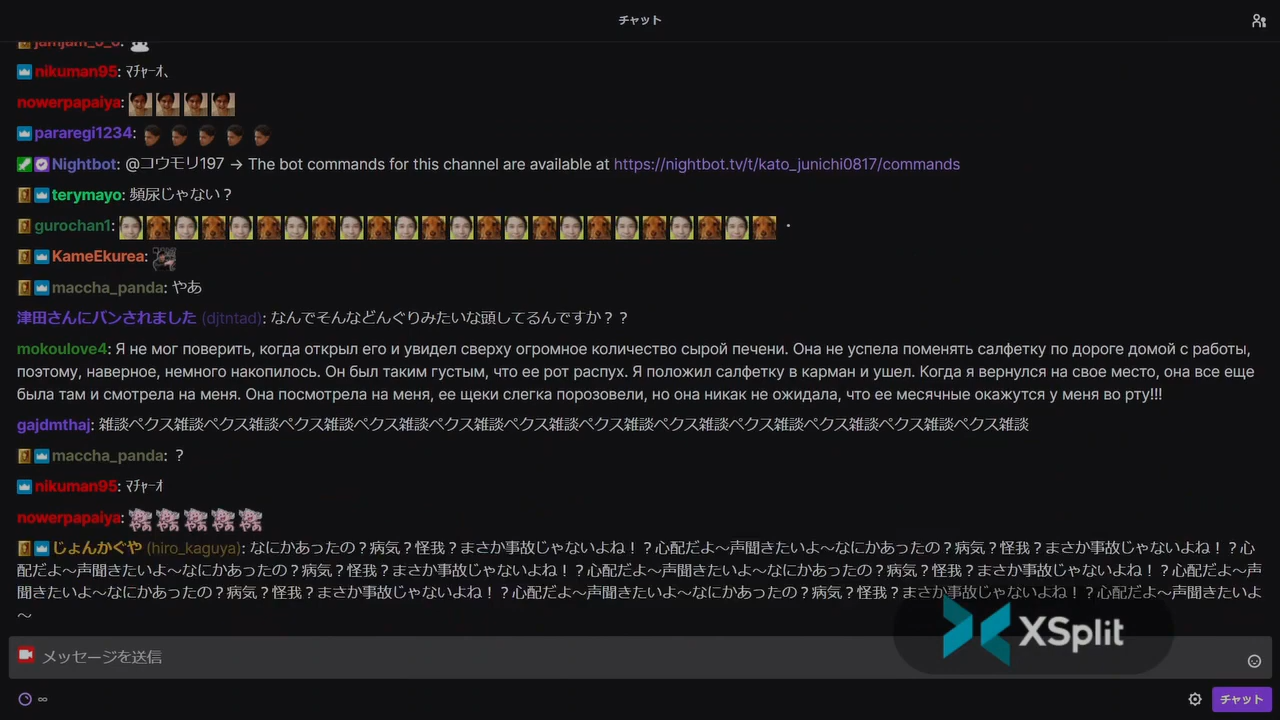 チャット
jamjam_o_o:
nikuman95: ﾏﾁｬｰｵ､
nowerpapaiya:
pararegi1234:
Nightbot: @コウモリ197 → The bot commands for this channel are available at https://nightbot.tv/t/kato_junichi0817/commands
terymayo: 頻尿じゃない？
gurochan1: ・
KameEkurea:
maccha_panda: やあ
津田さんにバンされました (djtntad): なんでそんなどんぐりみたいな頭してるんですか？？
mokoulove4: Я не мог поверить, когда открыл его и увидел сверху огромное количество сырой печени. Она не успела поменять салфетку по дороге домой с работы,
поэтому, наверное, немного накопилось. Он был таким густым, что ее рот распух. Я положил салфетку в карман и ушел. Когда я вернулся на свое место, она все еще
была там и смотрела на меня. Она посмотрела на меня, ее щеки слегка порозовели, но она никак не ожидала, что ее месячные окажутся у меня во рту!!!
gajdmthaj: 雑談ペクス雑談ペクス雑談ペクス雑談ペクス雑談ペクス雑談ペクス雑談ペクス雑談ペクス雑談ペクス雑談ペクス雑談ペクス雑談ペクス雑談
maccha_panda: ？
nikuman95: ﾏﾁｬｰｵ
nowerpapaiya:
じょんかぐや (hiro_kaguya): なにかあったの？病気？怪我？まさか事故じゃないよね！？心配だよ～声聞きたいよ～なにかあったの？病気？怪我？まさか事故じゃないよね！？心
配だよ～声聞きたいよ～なにかあったの？病気？怪我？まさか事故じゃないよね！？心配だよ～声聞きたいよ～なにかあったの？病気？怪我？まさか事故じゃないよね！？心配だよ～声
聞きたいよ～なにかあったの？病気？怪我？まさか事故じゃないよね！？心配だよ～声聞きたいよ～なにかあったの？病気？怪我？まさか事故じゃないよね！？心配だよ～声聞きたいよ
～
XSplit
メッセージを送信
∞
チャット